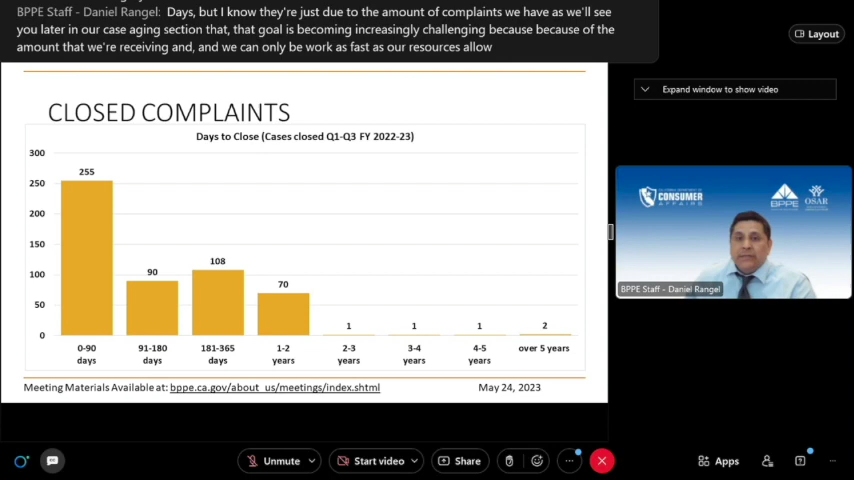 BPPE Staff - Daniel Rangel: Days, but I know they're just due to the amount of complaints we have as we'll see
you later in our case aging section that, that goal is becoming increasingly challenging because because of the
amount that we're receiving and, and we can only be work as fast as our resources allow
Layout
Expand window to show video
CLOSED COMPLAINTS
Days to Close (Cases closed Q1-Q3 FY 2022-23)
300
250
200
150
100
50
0
255
90
108
70
1
1
1
2
0-90 days
91-180 days
181-365 days
1-2 years
2-3 years
3-4 years
4-5 years
over 5 years
Meeting Materials Available at: bppe.ca.gov/about_us/meetings/index.shtml
May 24, 2023
CONSUMER
AFFAIRS
BPPE
OSAR
BPPE Staff - Daniel Rangel
Unmute
Start video
Share
Apps